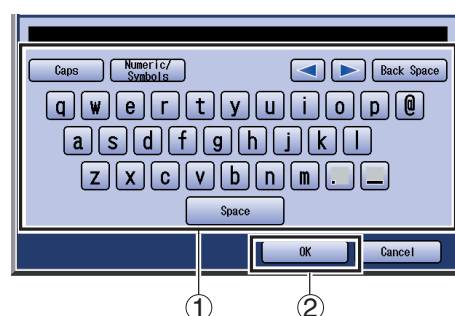 Caps Numeric/ Symbols Back Space
q w e r t y u i o p @
a s d f g h j k l
z x c v b n m . _
Space
OK Cancel
① ②